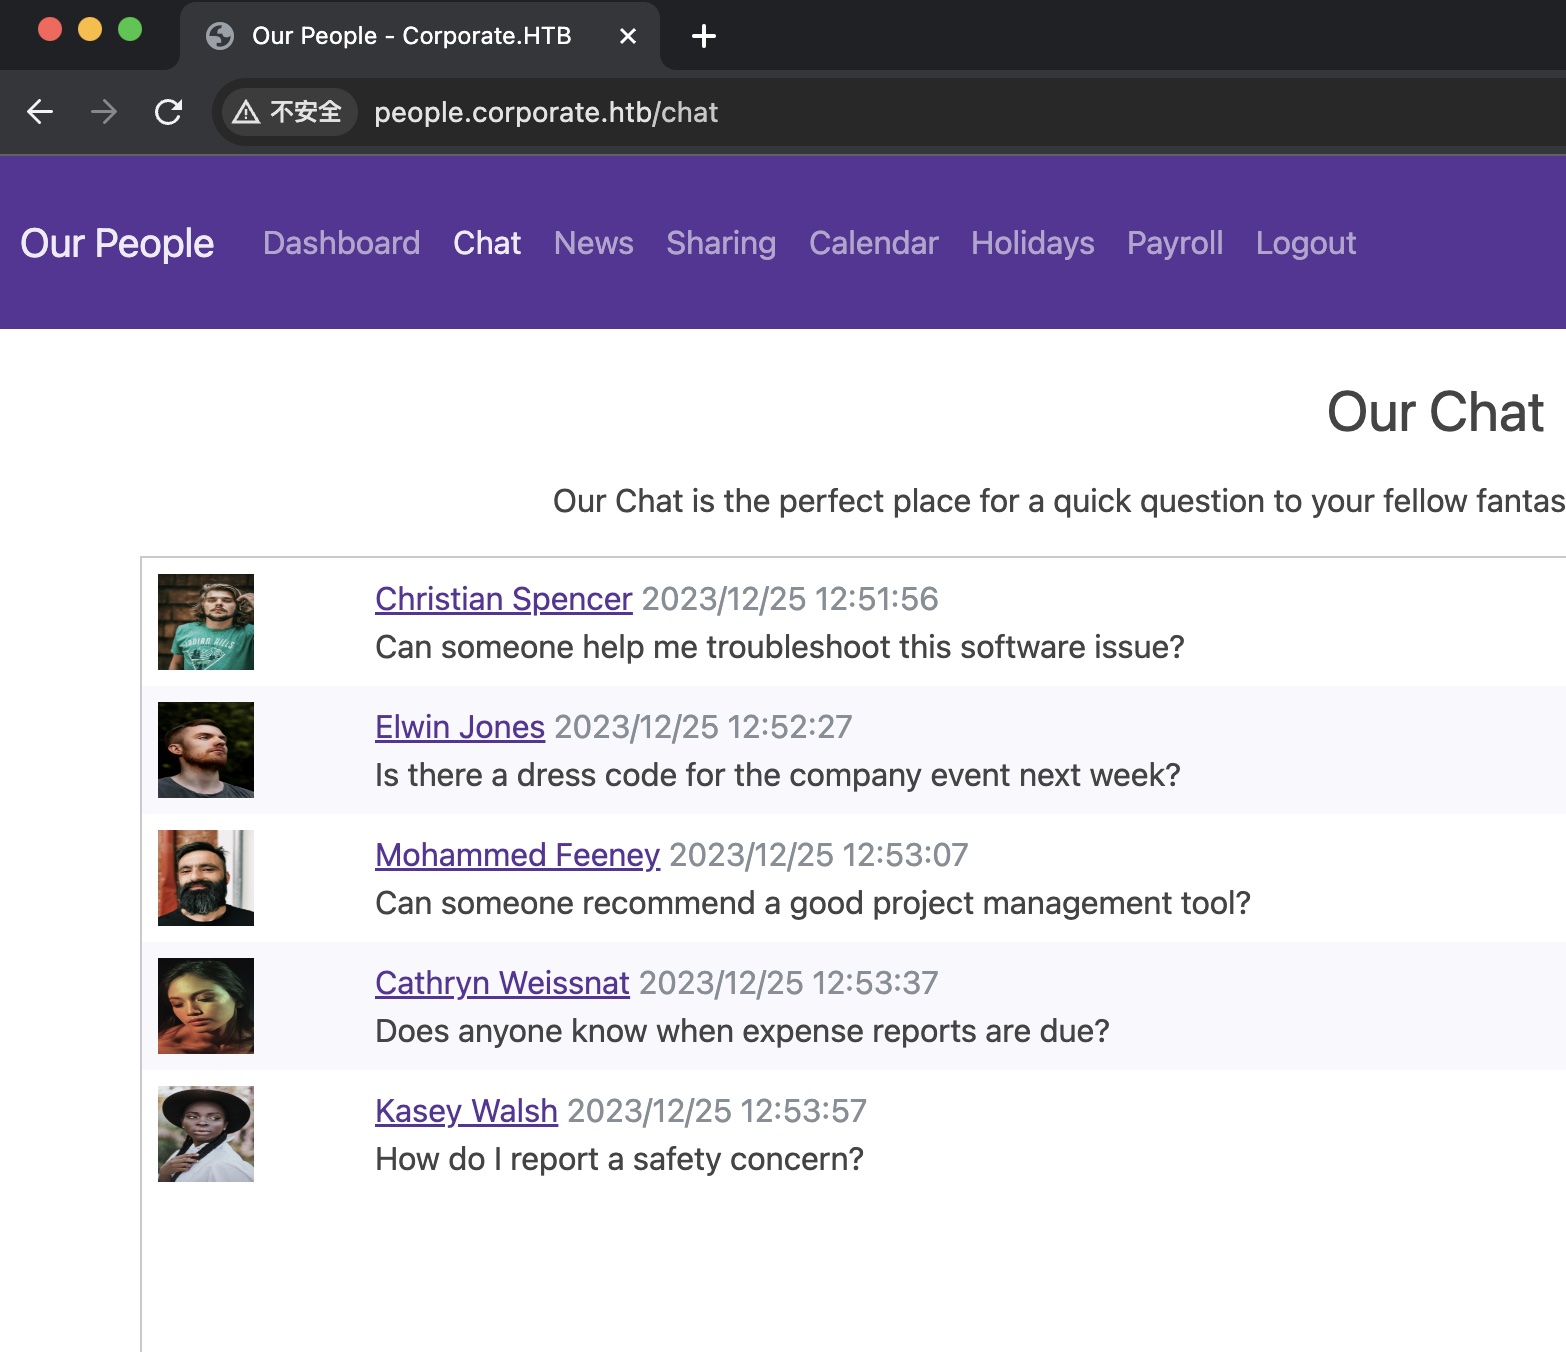 Our People - Corporate.HTB
不安全 people.corporate.htb/chat
Our People Dashboard Chat News Sharing Calendar Holidays Payroll Logout
Our Chat
Our Chat is the perfect place for a quick question to your fellow fantas
Christian Spencer 2023/12/25 12:51:56
Can someone help me troubleshoot this software issue?
Elwin Jones 2023/12/25 12:52:27
Is there a dress code for the company event next week?
Mohammed Feeney 2023/12/25 12:53:07
Can someone recommend a good project management tool?
Cathryn Weissnat 2023/12/25 12:53:37
Does anyone know when expense reports are due?
Kasey Walsh 2023/12/25 12:53:57
How do I report a safety concern?